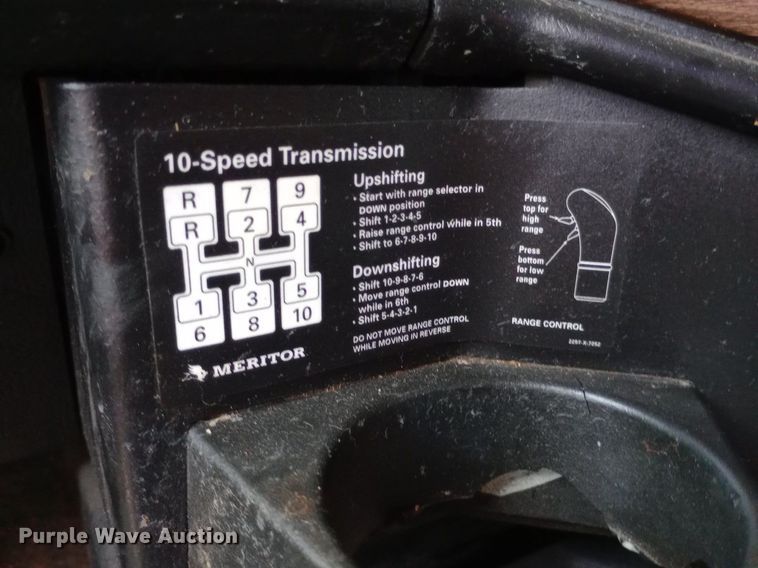 10-Speed Transmission
R 7 9
R 2 4
N
1 3 5
6 8 10
MERITOR
Upshifting
• Start with range selector in
DOWN position
• Shift 1-2-3-4-5
• Raise range control while in 5th
• Shift to 6-7-8-9-10
Downshifting
• Shift 10-9-8-7-6
• Move range control DOWN
while in 6th
• Shift 5-4-3-2-1
DO NOT MOVE RANGE CONTROL
WHILE MOVING IN REVERSE
Press
top for
high
range
Press
bottom
for low
range
RANGE CONTROL
2297-X-7252
Purple Wave Auction